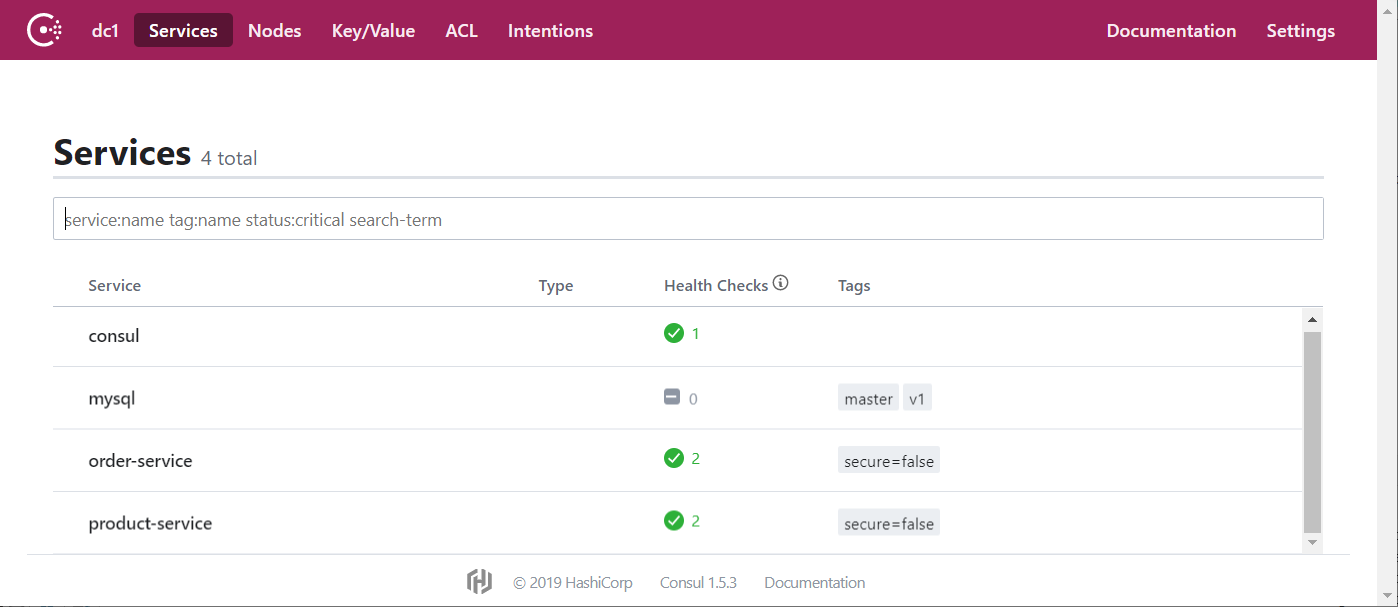 dc1 Services Nodes Key/Value ACL Intentions Documentation Settings
Services 4 total
service:name tag:name status:critical search-term
Service Type Health Checks Tags
consul 1
mysql 0 master v1
order-service 2 secure=false
product-service 2 secure=false
© 2019 HashiCorp Consul 1.5.3 Documentation